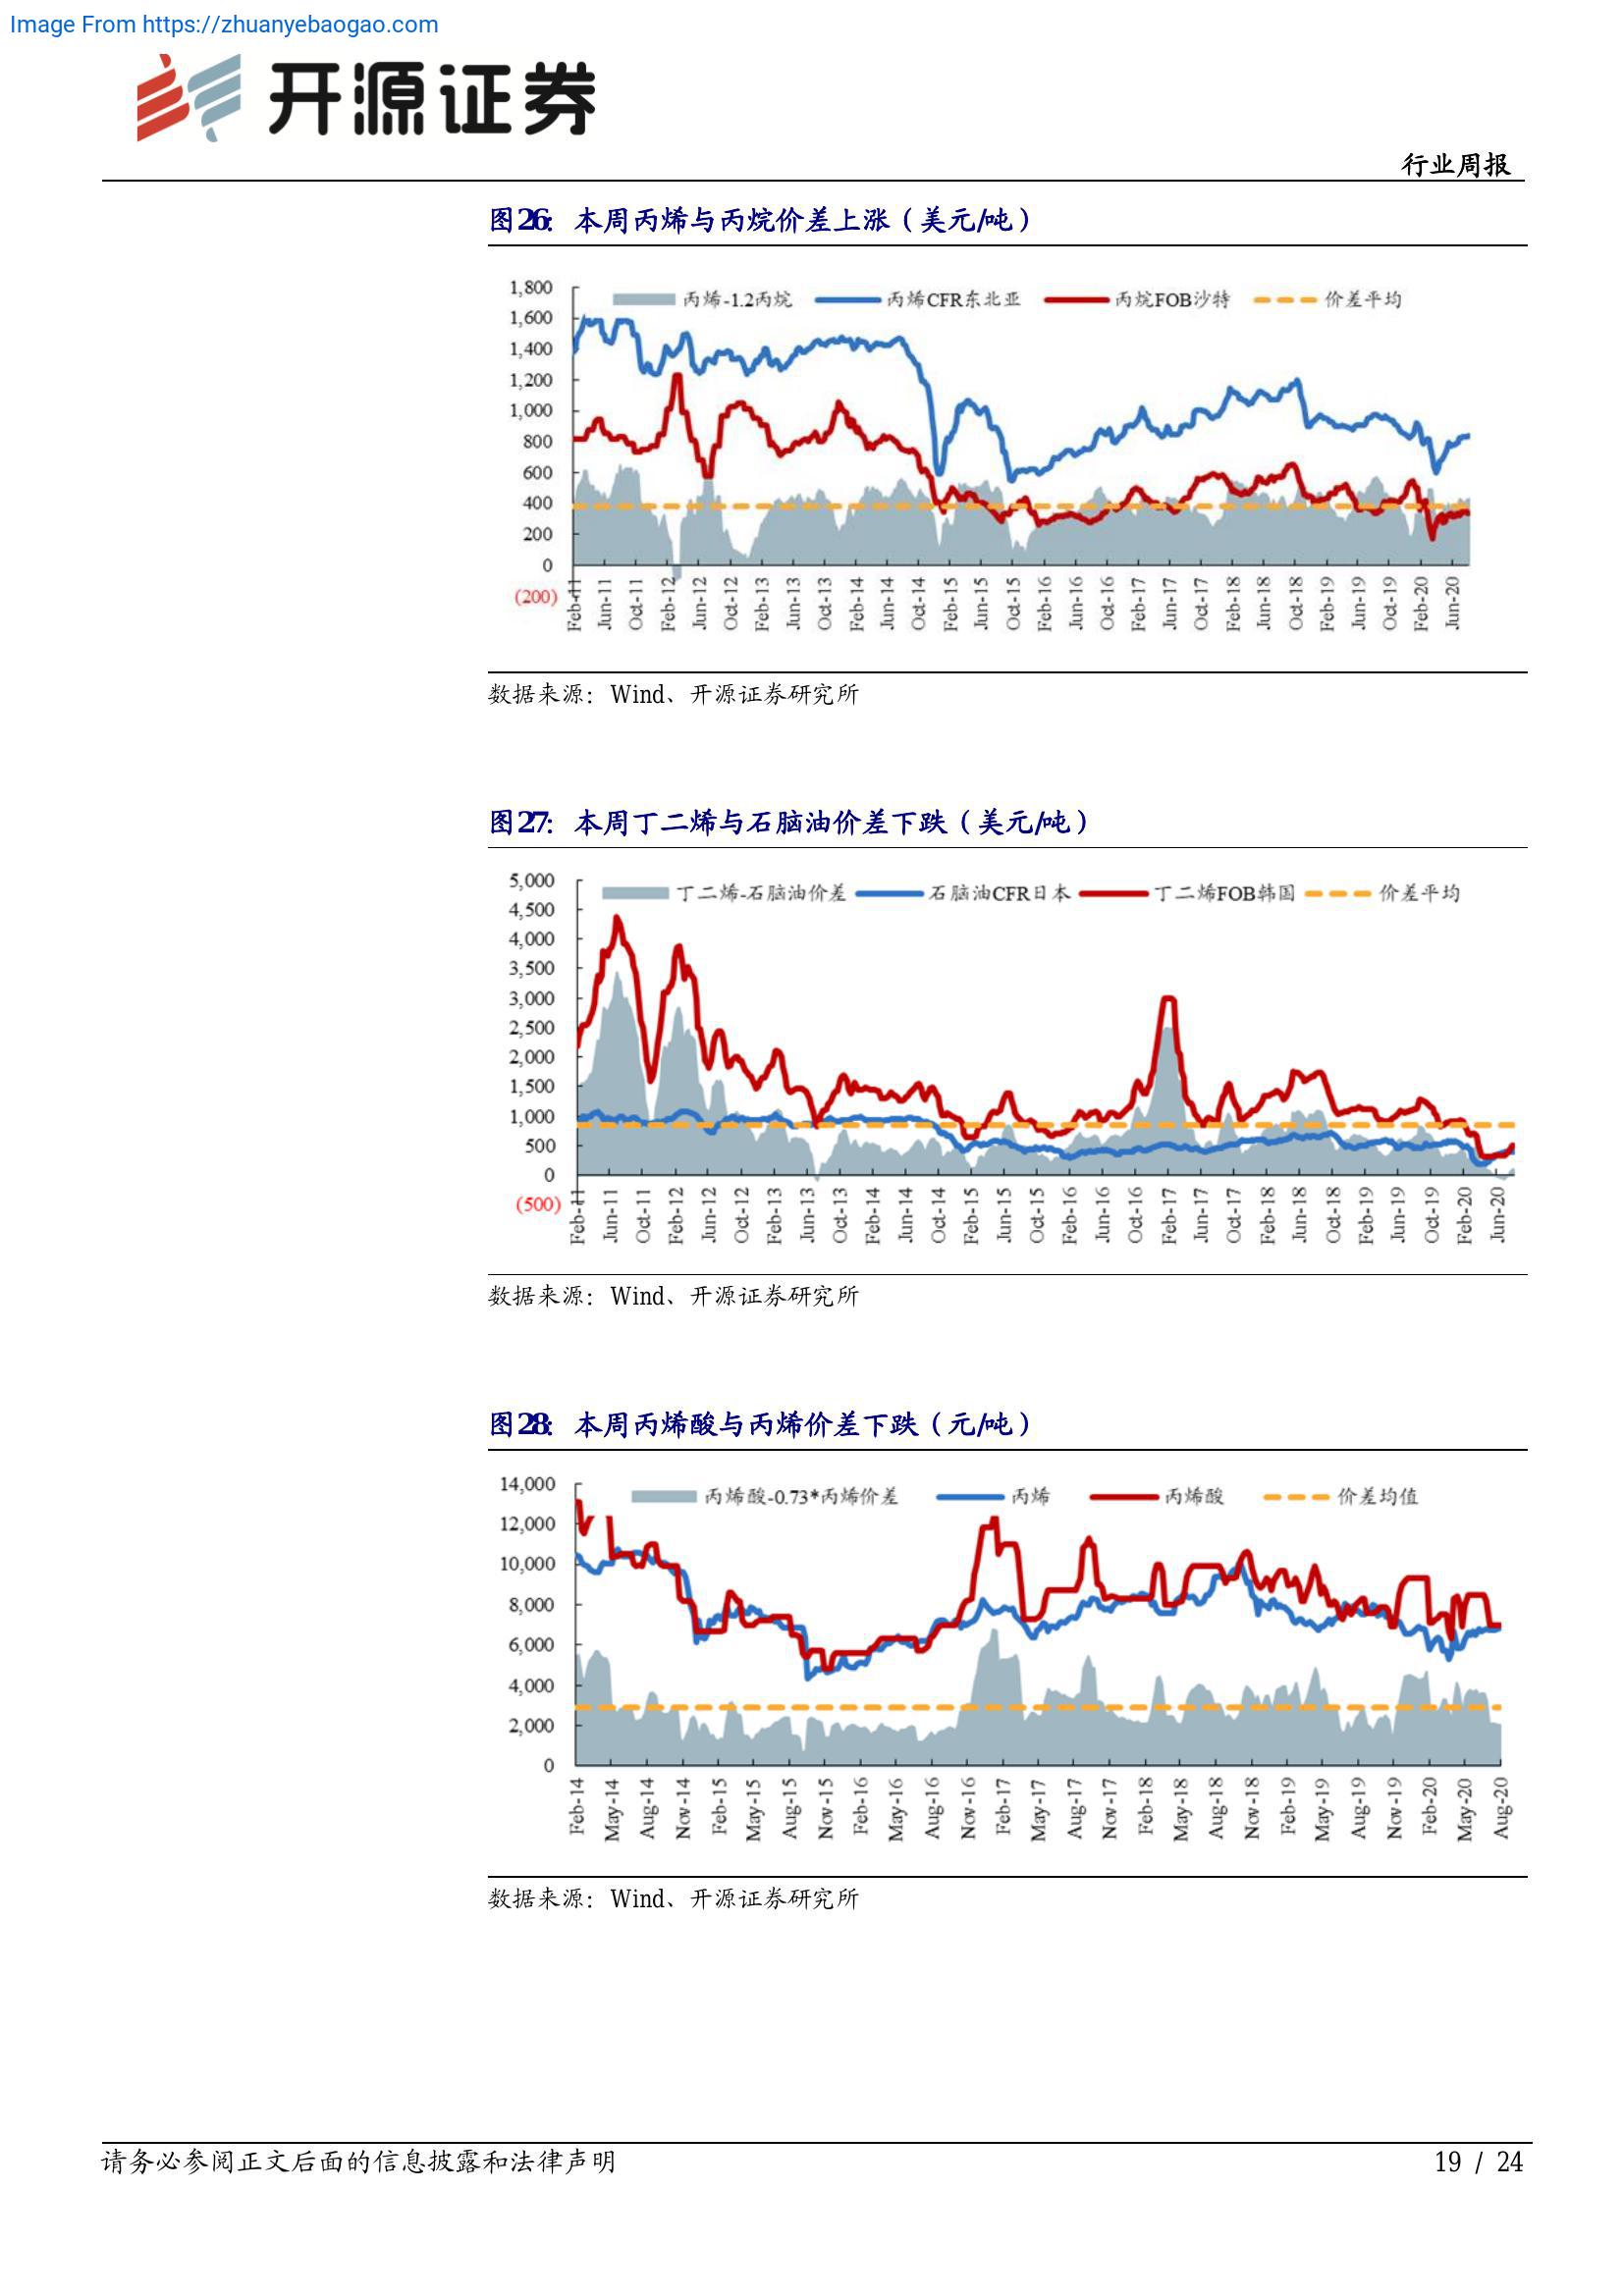 Image From https://zhuanyebaogao.com
开源证券
行业周报
图26: 本周丙烯与丙烷价差上涨（美元/吨）
1,800
1,600
1,400
1,200
1,000
800
600
400
200
0
(200)
丙烯-1.2丙烷 丙烯CFR东北亚 丙烷FOB沙特 价差平均
Feb-11 Jun-11 Oct-11 Feb-12 Jun-12 Oct-12 Feb-13 Jun-13 Oct-13 Feb-14 Jun-14 Oct-14 Feb-15 Jun-15 Oct-15 Feb-16 Jun-16 Oct-16 Feb-17 Jun-17 Oct-17 Feb-18 Jun-18 Oct-18 Feb-19 Jun-19 Oct-19 Feb-20 Jun-20
数据来源：Wind、开源证券研究所
图27: 本周丁二烯与石脑油价差下跌（美元/吨）
5,000
4,500
4,000
3,500
3,000
2,500
2,000
1,500
1,000
500
0
(500)
丁二烯-石脑油价差 石脑油CFR日本 丁二烯FOB韩国 价差平均
Feb-11 Jun-11 Oct-11 Feb-12 Jun-12 Oct-12 Feb-13 Jun-13 Oct-13 Feb-14 Jun-14 Oct-14 Feb-15 Jun-15 Oct-15 Feb-16 Jun-16 Oct-16 Feb-17 Jun-17 Oct-17 Feb-18 Jun-18 Oct-18 Feb-19 Jun-19 Oct-19 Feb-20 Jun-20
数据来源：Wind、开源证券研究所
图28: 本周丙烯酸与丙烯价差下跌（元/吨）
14,000
12,000
10,000
8,000
6,000
4,000
2,000
0
丙烯酸-0.73*丙烯价差 丙烯 丙烯酸 价差均值
Feb-14 May-14 Aug-14 Nov-14 Feb-15 May-15 Aug-15 Nov-15 Feb-16 May-16 Aug-16 Nov-16 Feb-17 May-17 Aug-17 Nov-17 Feb-18 May-18 Aug-18 Nov-18 Feb-19 May-19 Aug-19 Nov-19 Feb-20 May-20 Aug-20
数据来源：Wind、开源证券研究所
请务必参阅正文后面的信息披露和法律声明
19 / 24